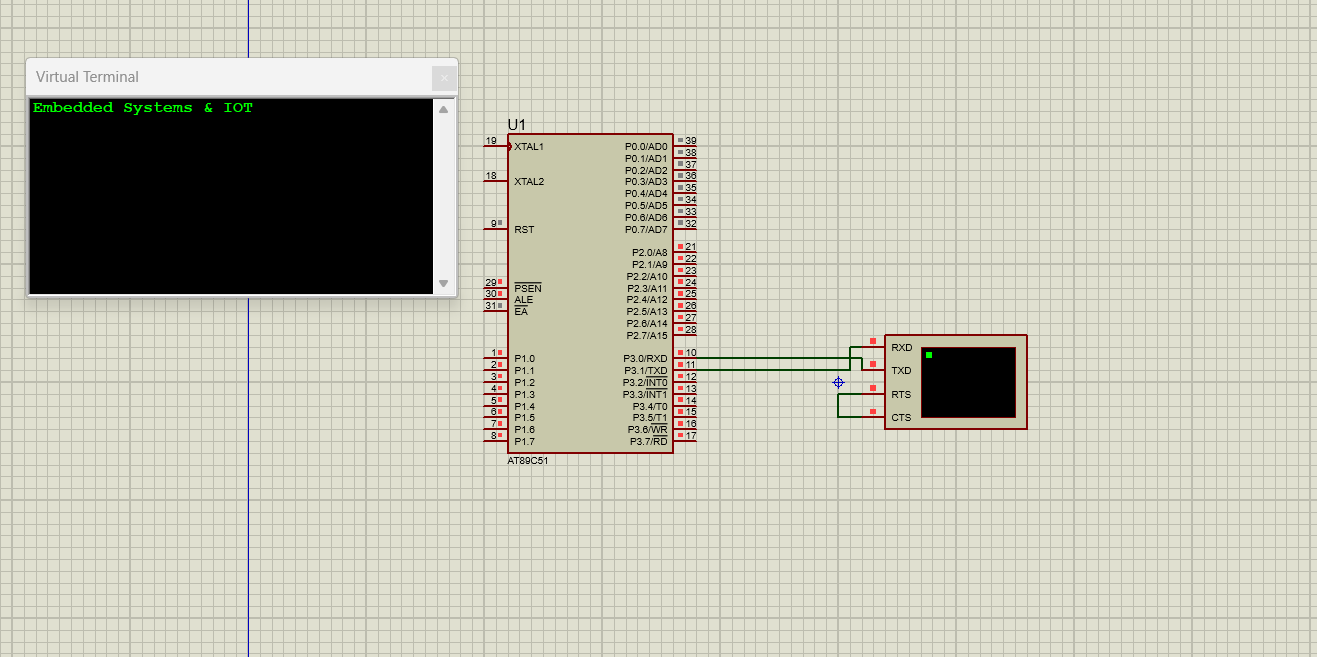 Virtual Terminal
Embedded Systems & IOT
U1
19 XTAL1
18 XTAL2
9 RST
29 PSEN
30 ALE
31 EA
1 P1.0
2 P1.1
3 P1.2
4 P1.3
5 P1.4
6 P1.5
7 P1.6
8 P1.7
P0.0/AD0 39
P0.1/AD1 38
P0.2/AD2 37
P0.3/AD3 36
P0.4/AD4 35
P0.5/AD5 34
P0.6/AD6 33
P0.7/AD7 32
P2.0/A8 21
P2.1/A9 22
P2.2/A10 23
P2.3/A11 24
P2.4/A12 25
P2.5/A13 26
P2.6/A14 27
P2.7/A15 28
P3.0/RXD 10
P3.1/TXD 11
P3.2/INT0 12
P3.3/INT1 13
P3.4/T0 14
P3.5/T1 15
P3.6/WR 16
P3.7/RD 17
AT89C51
RXD
TXD
RTS
CTS